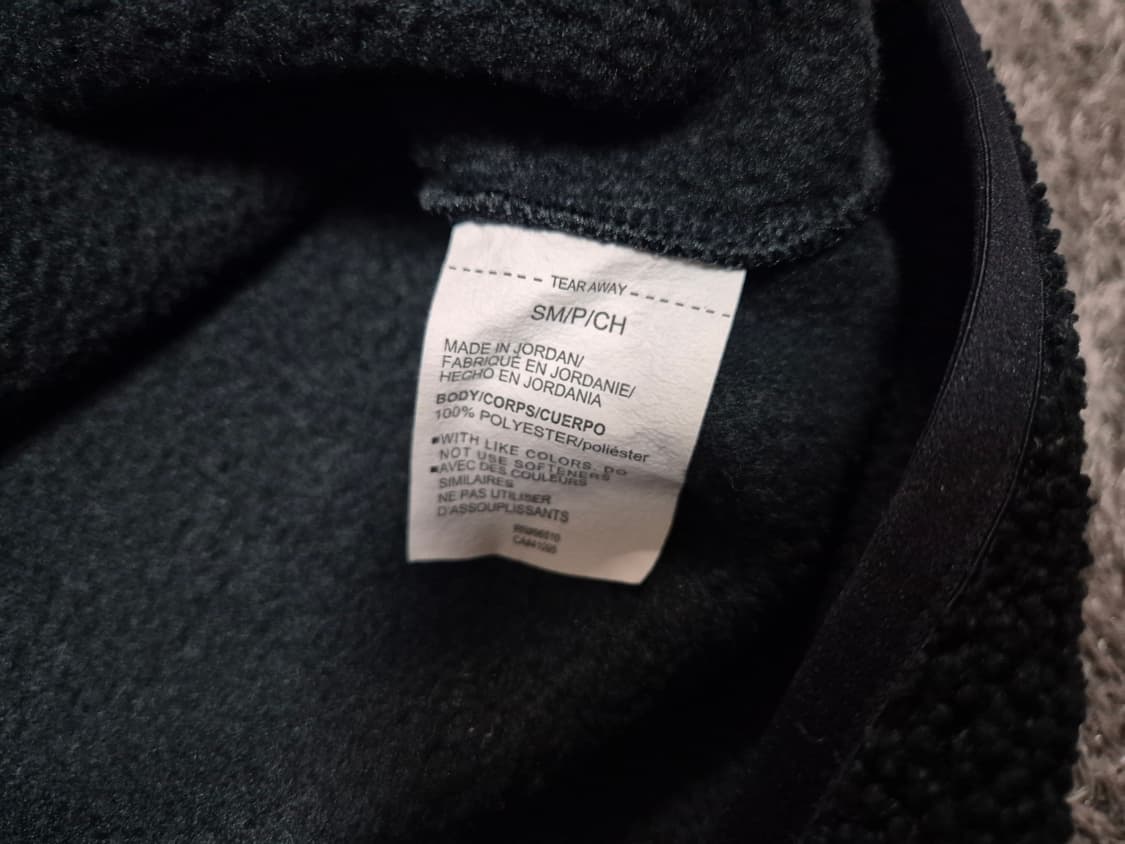 TEAR AWAY
SM/P/CH
MADE IN JORDAN/
FABRIQUÉ EN JORDANIE/
HECHO EN JORDANIA
BODY/CORPS/CUERPO
100% POLYESTER/poliéster
▪WITH LIKE COLORS. DO
NOT USE SOFTENERS
▪AVEC DES COULEURS
SIMILAIRES
NE PAS UTILISER
D'ASSOUPLISSANTS